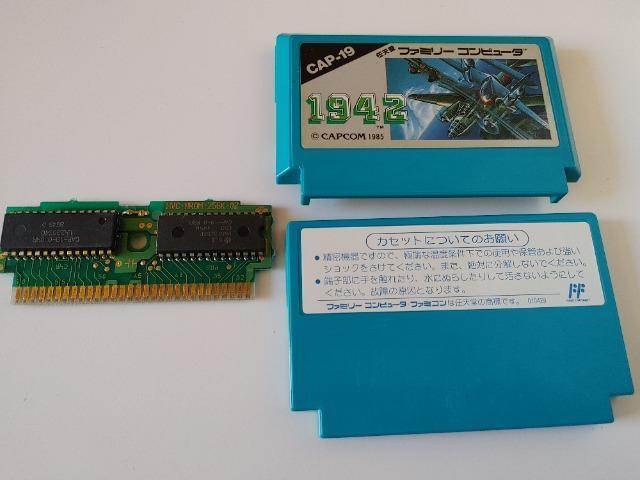 CAP-19
任天堂 ファミリー コンピュータ™
1942™
© CAPCOM 1985
HVC-NROM-256K-02
カセットについてのお願い
● 精密機器ですので、極端な温度条件下での使用や保管および強い
ショックをさけてください。また、絶対に分解しないでください。
● 端子部に手を触れたり、水にぬらしたりして汚さないようにして
ください。故障の原因となります。
ファミリー コンピュータ ファミコンは任天堂の商標です。
FF